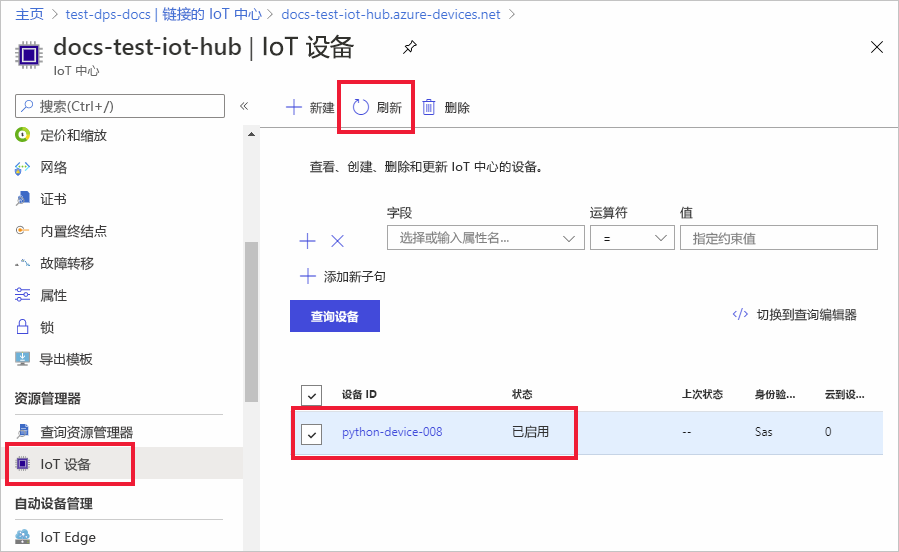 主页 > test-dps-docs | 链接的 IoT 中心 > docs-test-iot-hub.azure-devices.net >
docs-test-iot-hub | IoT 设备
IoT 中心
搜索(Ctrl+/)
定价和缩放
网络
证书
内置终结点
故障转移
属性
锁
导出模板
资源管理器
查询资源管理器
IoT 设备
自动设备管理
IoT Edge
新建 刷新 删除
查看、创建、删除和更新 IoT 中心的设备。
字段 运算符 值
选择或输入属性名... = 指定约束值
添加新子句
查询设备 </> 切换到查询编辑器
设备 ID 状态 上次状态 身份验... 云到设...
python-device-008 已启用 -- Sas 0